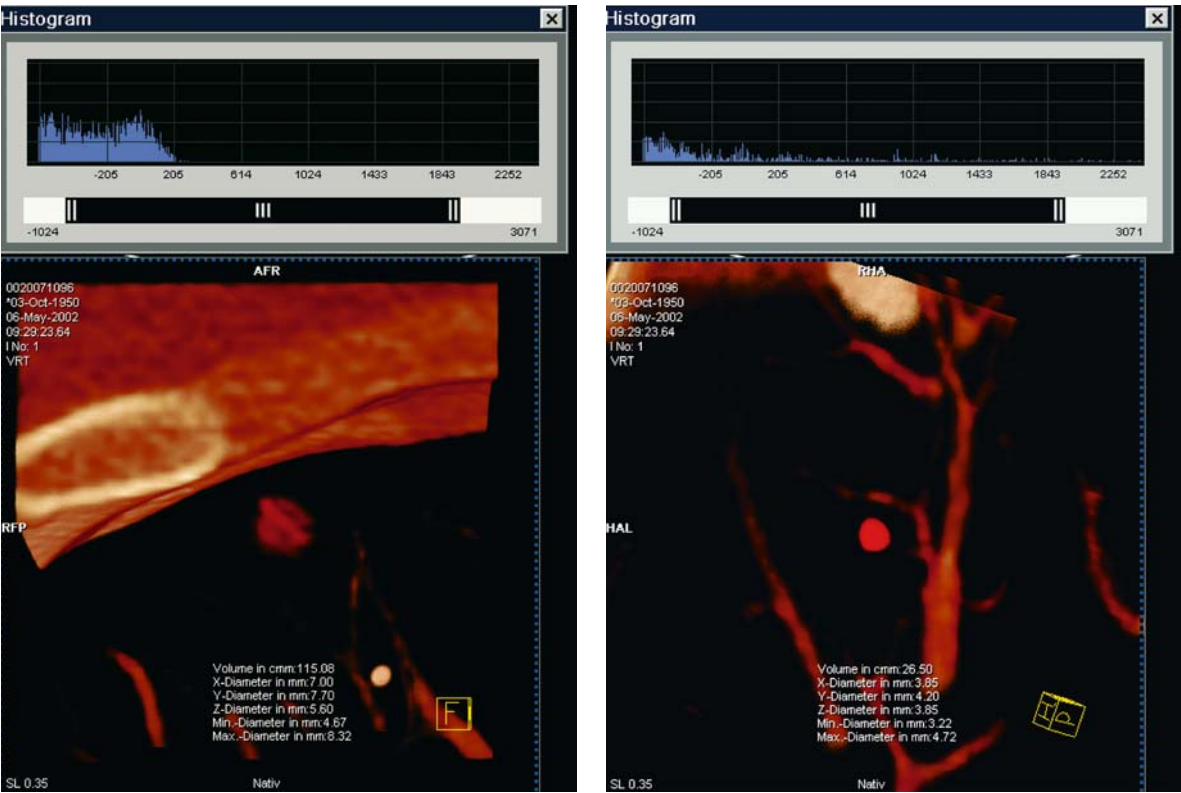 Histogram
-205 205 614 1024 1433 1843 2252
-1024 3071
AFR
0020071096
*03-Oct-1950
06-May-2002
09:29:23.64
I No: 1
VRT
RFP
Volume in cmm:115.08
X-Diameter in mm:7.00
Y-Diameter in mm:7.70
Z-Diameter in mm:5.60
Min.-Diameter in mm:4.67
Max.-Diameter in mm:8.32
F
SL 0.35 Nativ
Histogram
-205 205 614 1024 1433 1843 2252
-1024 3071
RHA
0020071096
*03-Oct-1950
06-May-2002
09:29:23.64
I No: 1
VRT
HAL
Volume in cmm:26.50
X-Diameter in mm:3.85
Y-Diameter in mm:4.20
Z-Diameter in mm:3.85
Min.-Diameter in mm:3.22
Max.-Diameter in mm:4.72
H P
SL 0.35 Nativ